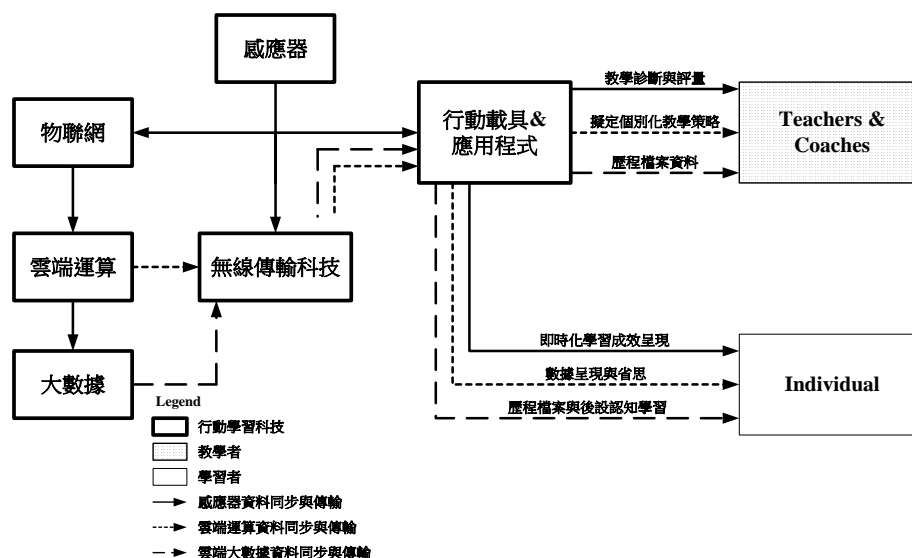 感應器
物聯網
行動載具&
應用程式
教學診斷與評量
擬定個別化教學策略
歷程檔案資料
Teachers &
Coaches
雲端運算
無線傳輸科技
大數據
即時化學習成效呈現
數據呈現與省思
歷程檔案與後設認知學習
Individual
Legend
行動學習科技
教學者
學習者
感應器資料同步與傳輸
雲端運算資料同步與傳輸
雲端大數據資料同步與傳輸